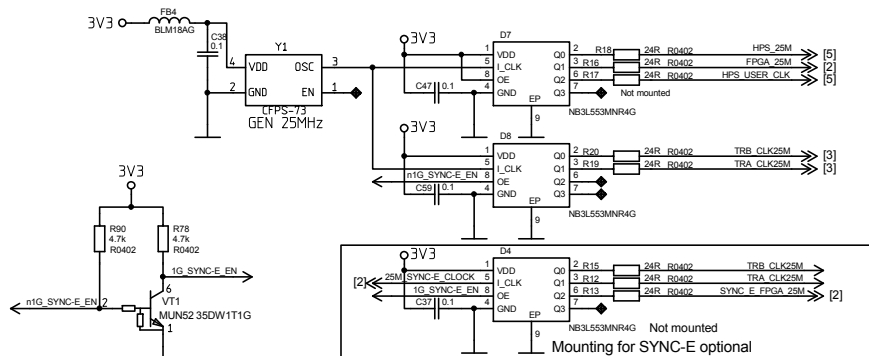 FB4
3V3
BLM18AG
C38
0.1
Y1
4 VDD OSC 3
2 GND EN 1
CFPS-73
GEN 25MHz
3V3
D7
1 VDD Q0 2 R18 24R R0402 HPS_25M [5]
5 I_CLK Q1 3 R16 24R R0402 FPGA_25M [2]
8 OE Q2 6 R17 24R R0402 HPS_USER_CLK [5]
C47 0.1 4 GND Q3 7 Not mounted
EP
9
NB3L553MNR4G
3V3
D8
1 VDD Q0 2 R20 24R R0402 TRB_CLK25M [3]
5 I_CLK Q1 3 R19 24R R0402 TRA_CLK25M [3]
n1G_SYNC-E_EN 8 OE Q2 6
C59 0.1 4 GND Q3 7
EP
9
NB3L553MNR4G
3V3
R90
4.7k
R0402
R78
4.7k
R0402
1G_SYNC-E_EN
6
n1G_SYNC-E_EN 2
VT1
MUN52 35DW1T1G
1
3V3
D4
1 VDD Q0 2 R15 24R R0402 TRB_CLK25M
[2] 25M_SYNC-E_CLOCK 5 I_CLK Q1 3 R12 24R R0402 TRA_CLK25M
1G_SYNC-E_EN 8 OE Q2 6 R13 24R R0402 SYNC_E_FPGA_25M [2]
C37 0.1 4 GND Q3 7
EP
9
NB3L553MNR4G
Not mounted
Mounting for SYNC-E optional